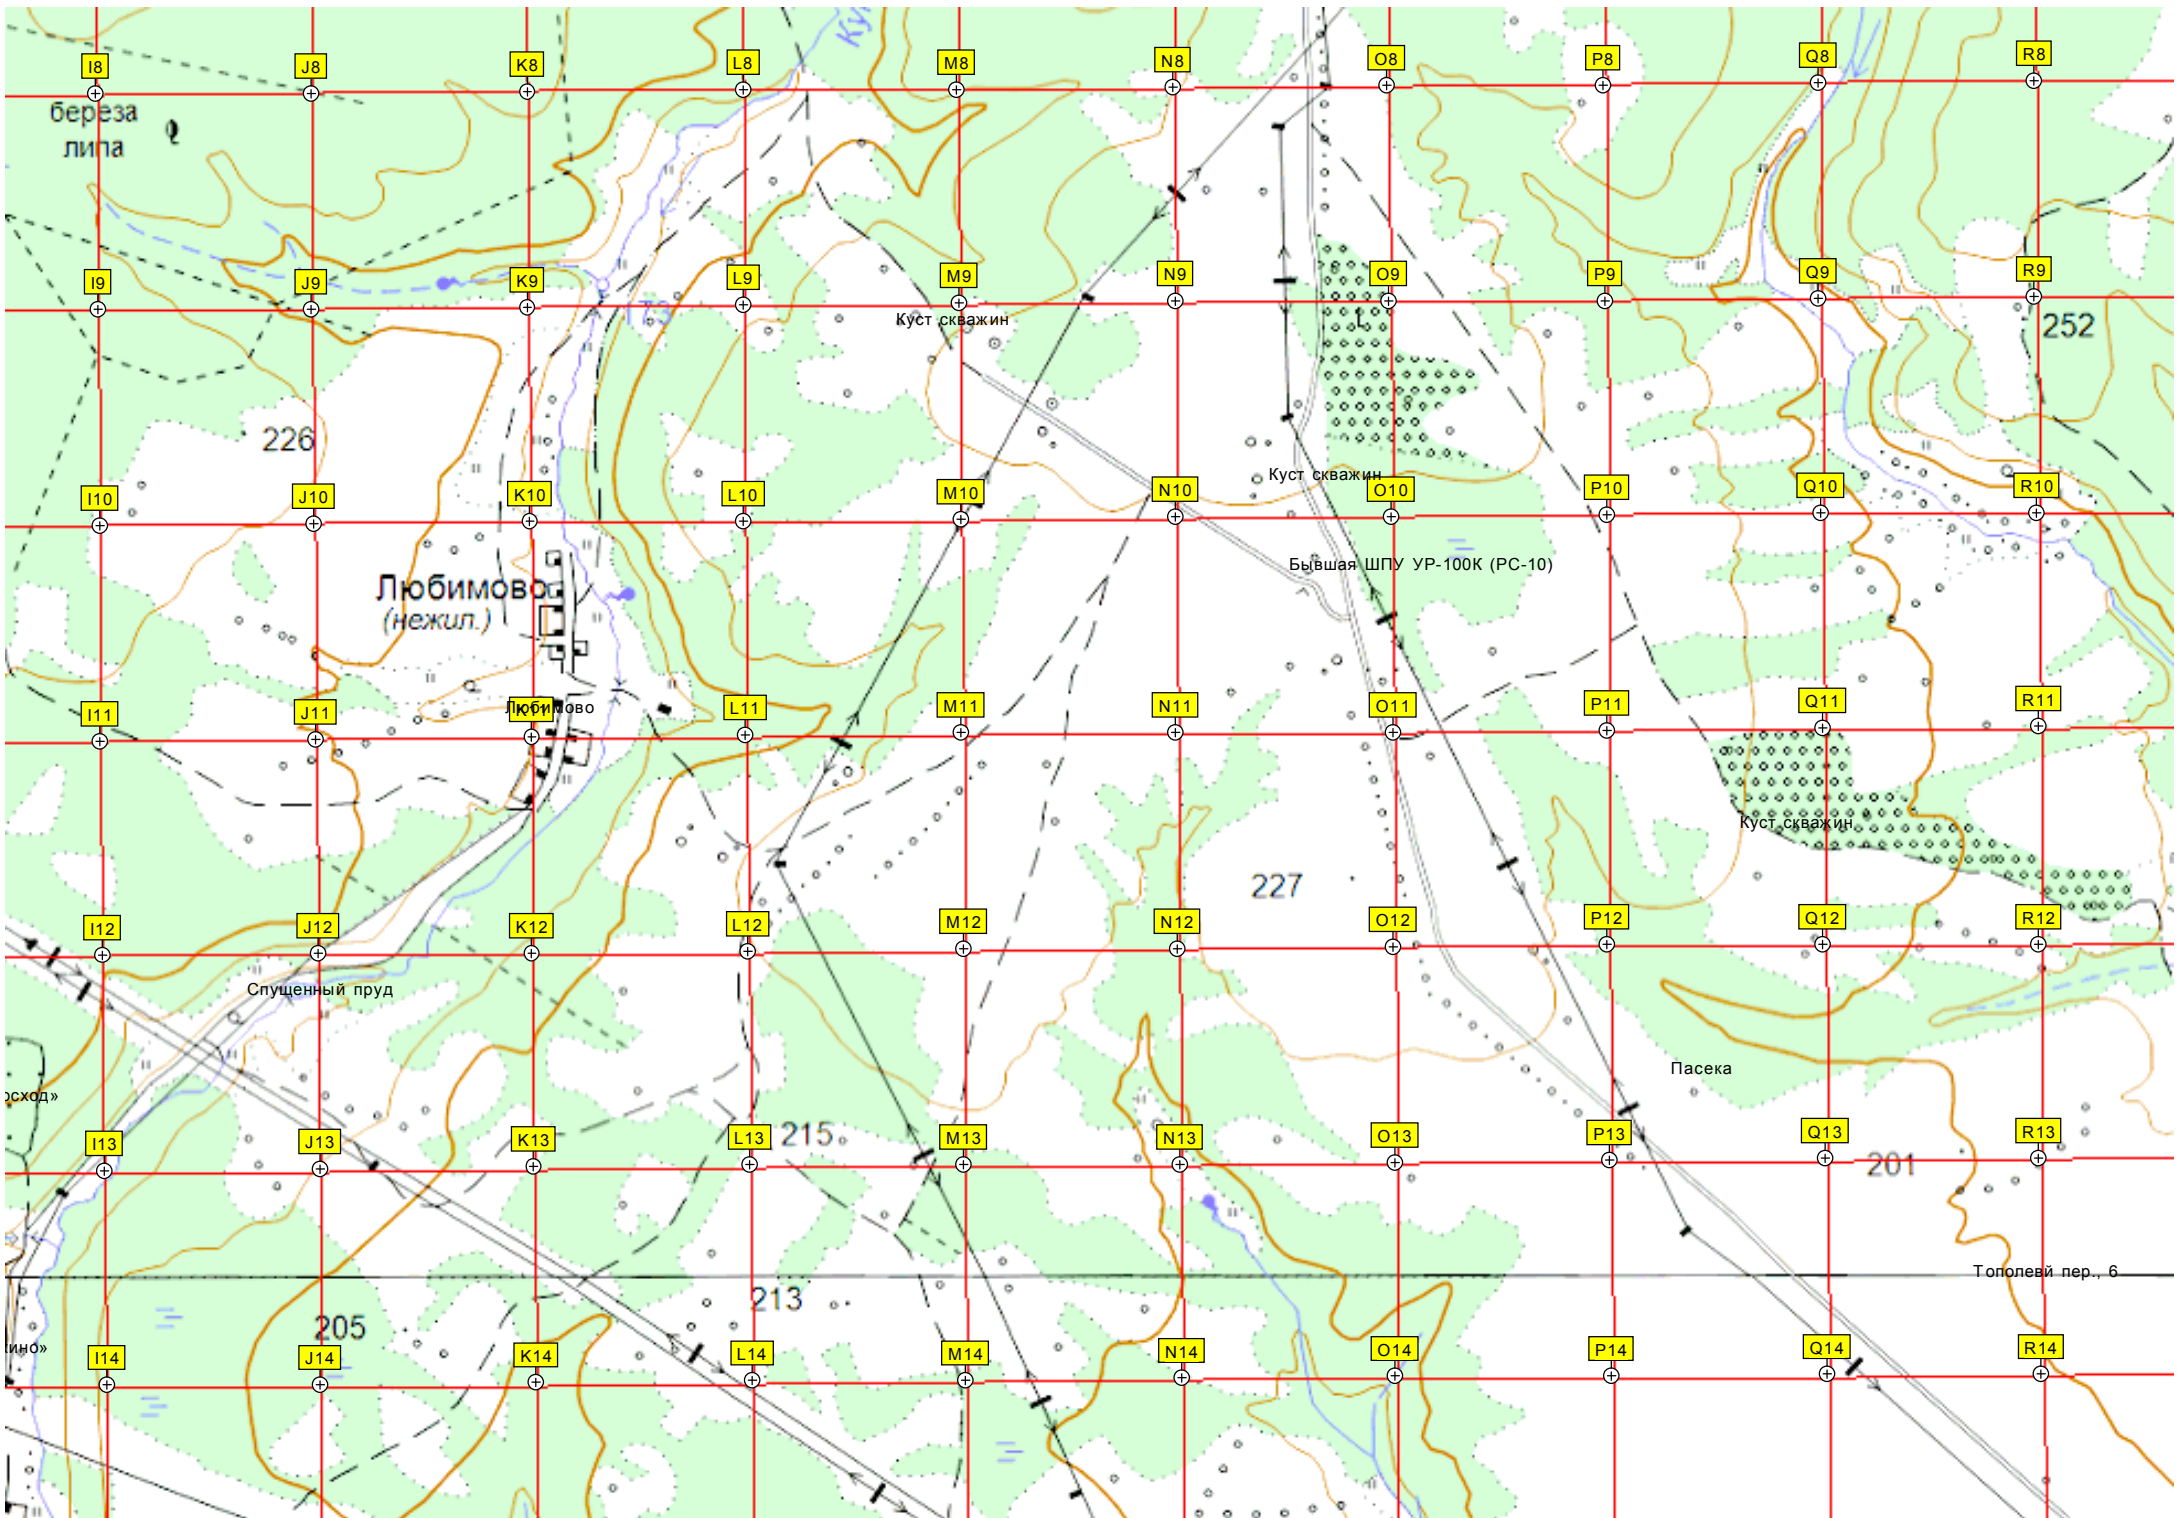 Ку
I8 J8 K8 L8 M8 N8 O8 P8 Q8 R8
береза
липа
I9 J9 K9 L9 M9 N9 O9 P9 Q9 R9
Куст скважин
252
226
Куст скважин
I10 J10 K10 L10 M10 N10 O10 P10 Q10 R10
Бывшая ШПУ УР-100К (РС-10)
Любимово
(нежил.)
I11 J11 K11 L11 M11 N11 O11 P11 Q11 R11
Любимово
Куст скважин
227
I12 J12 K12 L12 M12 N12 O12 P12 Q12 R12
Спущенный пруд
Пасека
осход»
215
I13 J13 K13 L13 M13 N13 O13 P13 Q13 R13
201
Тополевй пер., 6
213
205
ино»
I14 J14 K14 L14 M14 N14 O14 P14 Q14 R14